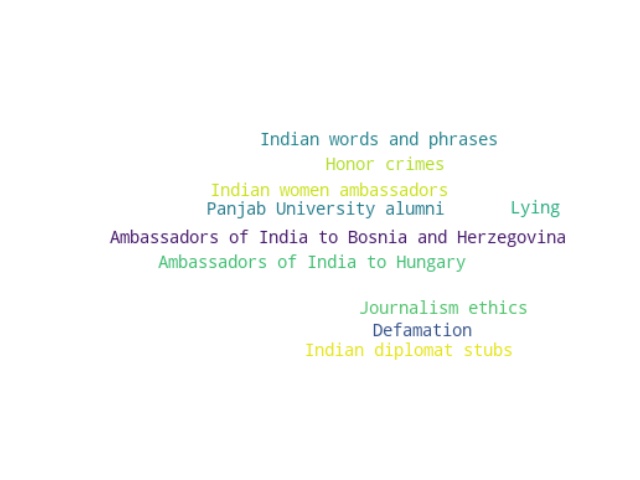 Indian words and phrases
Honor crimes
Indian women ambassadors
Panjab University alumni
Lying
Ambassadors of India to Bosnia and Herzegovina
Ambassadors of India to Hungary
Journalism ethics
Defamation
Indian diplomat stubs